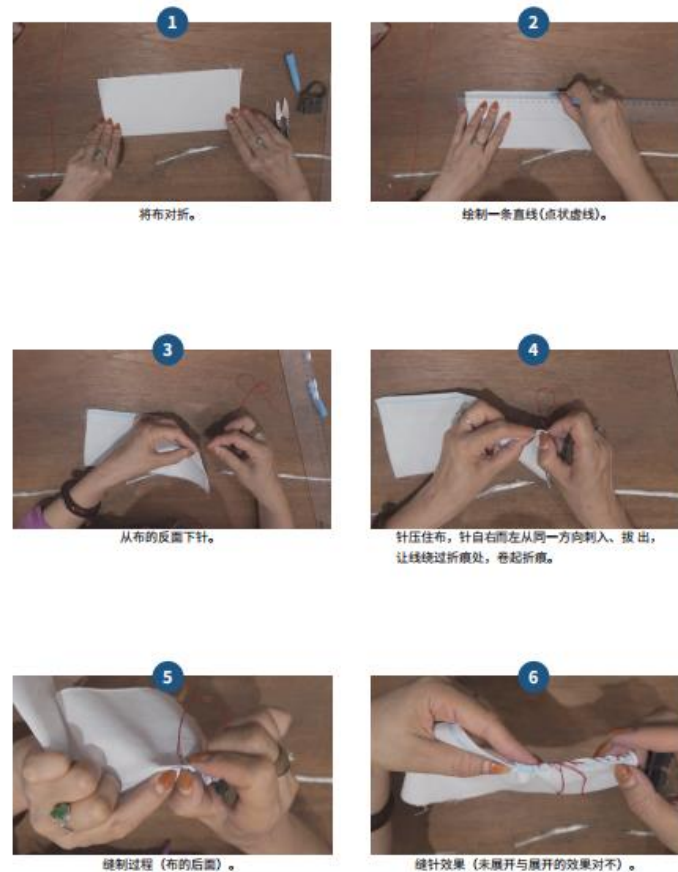 1
2
将布对折。
绘制一条直线(点状虚线)。
3
4
从布的反面下针。
针压住布，针自右而左从同一方向刺入、拔 出，
让线绕过折痕处，卷起折痕。
5
6
缝制过程（布的后面）。
缝针效果（未展开与展开的效果对不）。